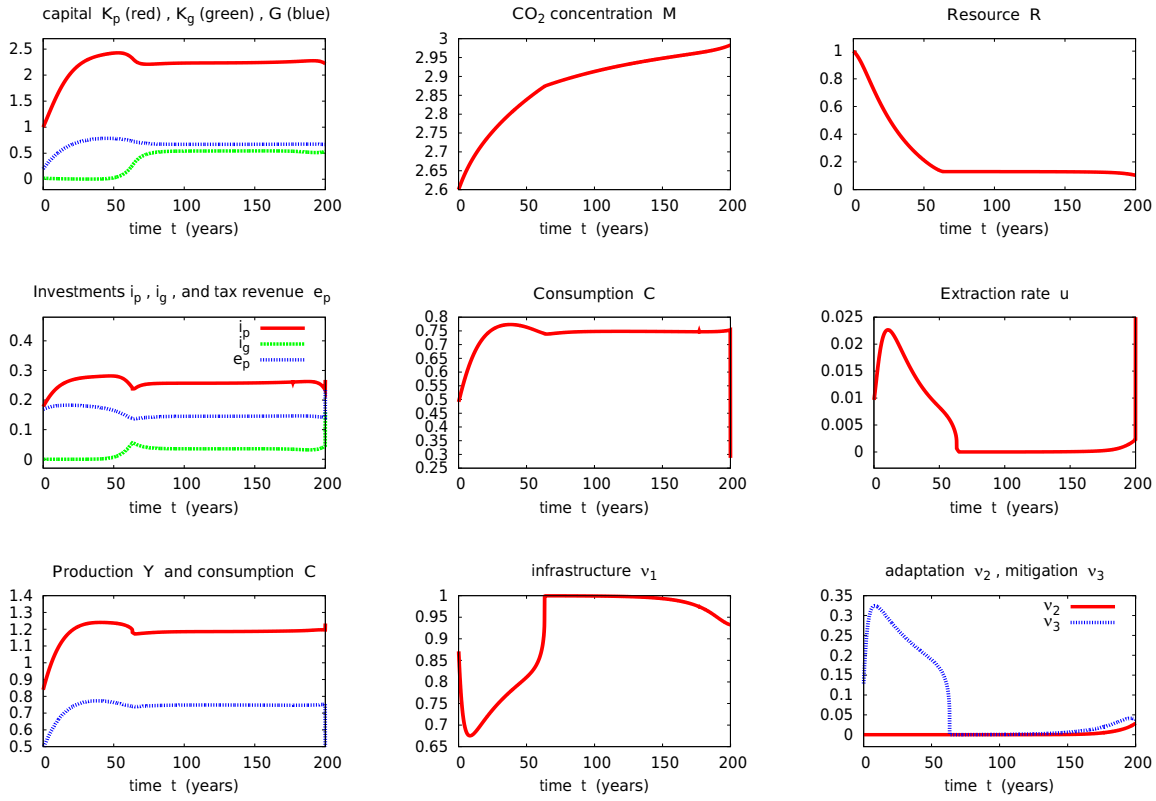 capital K_p (red) , K_g (green) , G (blue)
2.5
2
1.5
1
0.5
0
0 50 100 150 200
time t (years)
CO_2 concentration M
3
2.95
2.9
2.85
2.8
2.75
2.7
2.65
2.6
0 50 100 150 200
time t (years)
Resource R
1
0.8
0.6
0.4
0.2
0
0 50 100 150 200
time t (years)
Investments i_p , i_g , and tax revenue e_p
i_p
i_g
e_p
0.4
0.3
0.2
0.1
0
0 50 100 150 200
time t (years)
Consumption C
0.8
0.75
0.7
0.65
0.6
0.55
0.5
0.45
0.4
0.35
0.3
0.25
0 50 100 150 200
time t (years)
Extraction rate u
0.025
0.02
0.015
0.01
0.005
0
0 50 100 150 200
time t (years)
Production Y and consumption C
1.4
1.3
1.2
1.1
1
0.9
0.8
0.7
0.6
0.5
0 50 100 150 200
time t (years)
infrastructure ν_1
1
0.95
0.9
0.85
0.8
0.75
0.7
0.65
0 50 100 150 200
time t (years)
adaptation ν_2 , mitigation ν_3
ν_2
ν_3
0.35
0.3
0.25
0.2
0.15
0.1
0.05
0
0 50 100 150 200
time t (years)